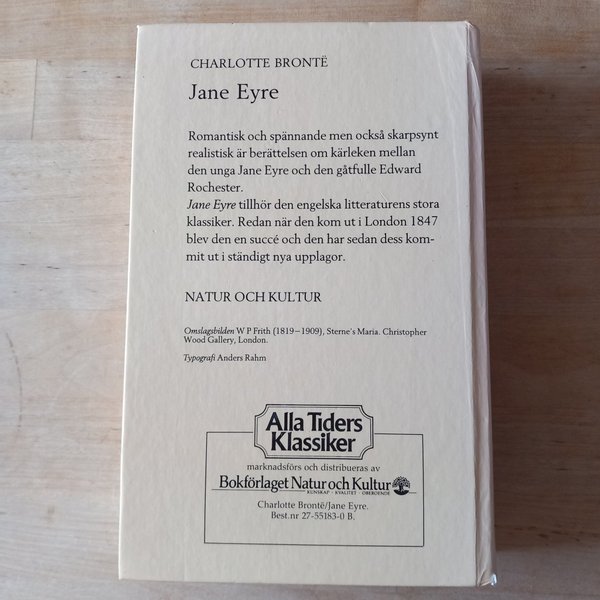 CHARLOTTE BRONTË
Jane Eyre
Romantisk och spännande men också skarpsynt
realistisk är berättelsen om kärleken mellan
den unga Jane Eyre och den gåtfulle Edward
Rochester.
Jane Eyre tillhör den engelska litteraturens stora
klassiker. Redan när den kom ut i London 1847
blev den en succé och den har sedan dess kom-
mit ut i ständigt nya upplagor.
NATUR OCH KULTUR
Omslagsbilden W P Frith (1819–1909), Sterne's Maria. Christopher
Wood Gallery, London.
Typografi Anders Rahm
Alla Tiders
Klassiker
marknadsförs och distribueras av
Bokförlaget Natur och Kultur
KUNSKAP · KVALITET · OBEROENDE
Charlotte Brontë/Jane Eyre.
Best.nr 27-55183-0 B.